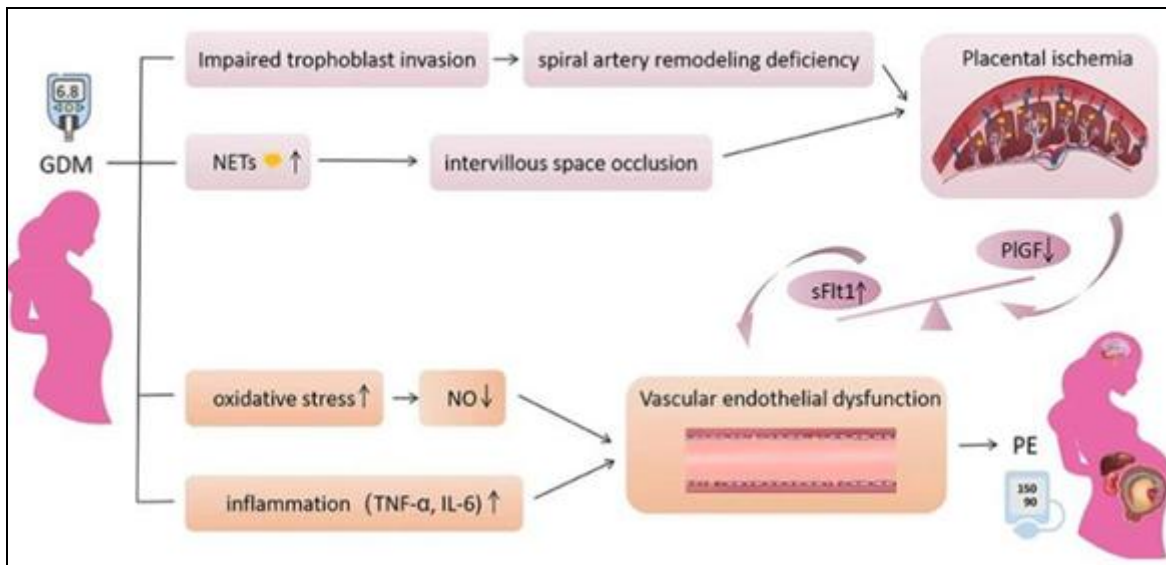 Impaired trophoblast invasion
spiral artery remodeling deficiency
Placental ischemia
6.8
GDM
NETs ↑
intervillous space occlusion
PlGF↓
sFlt1↑
oxidative stress↑
NO↓
Vascular endothelial dysfunction
PE
inflammation (TNF-α, IL-6) ↑
150
90